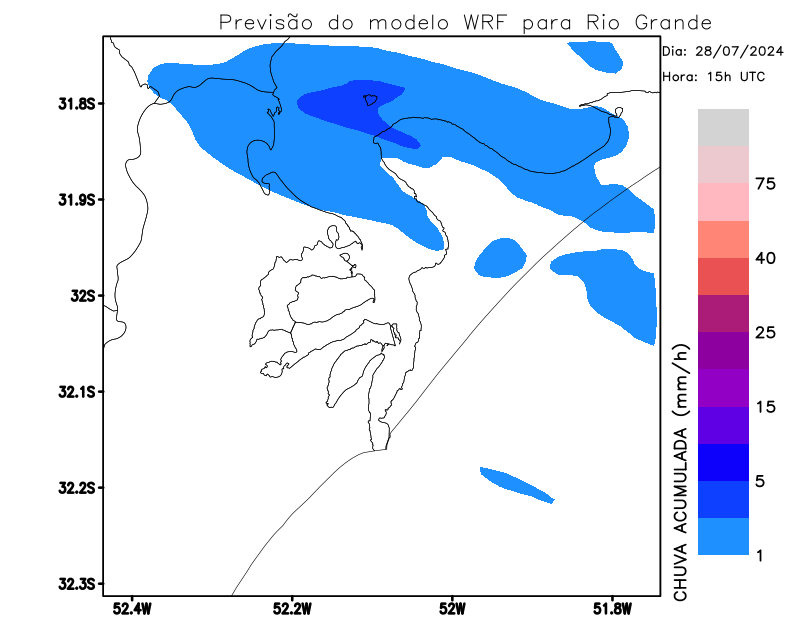 Previsão do modelo WRF para Rio Grande
Dia: 28/07/2024
Hora: 15h UTC
31.8S
31.9S
32S
32.1S
32.2S
32.3S
52.4W
52.2W
52W
51.8W
CHUVA ACUMULADA (mm/h)
75
40
25
15
5
1